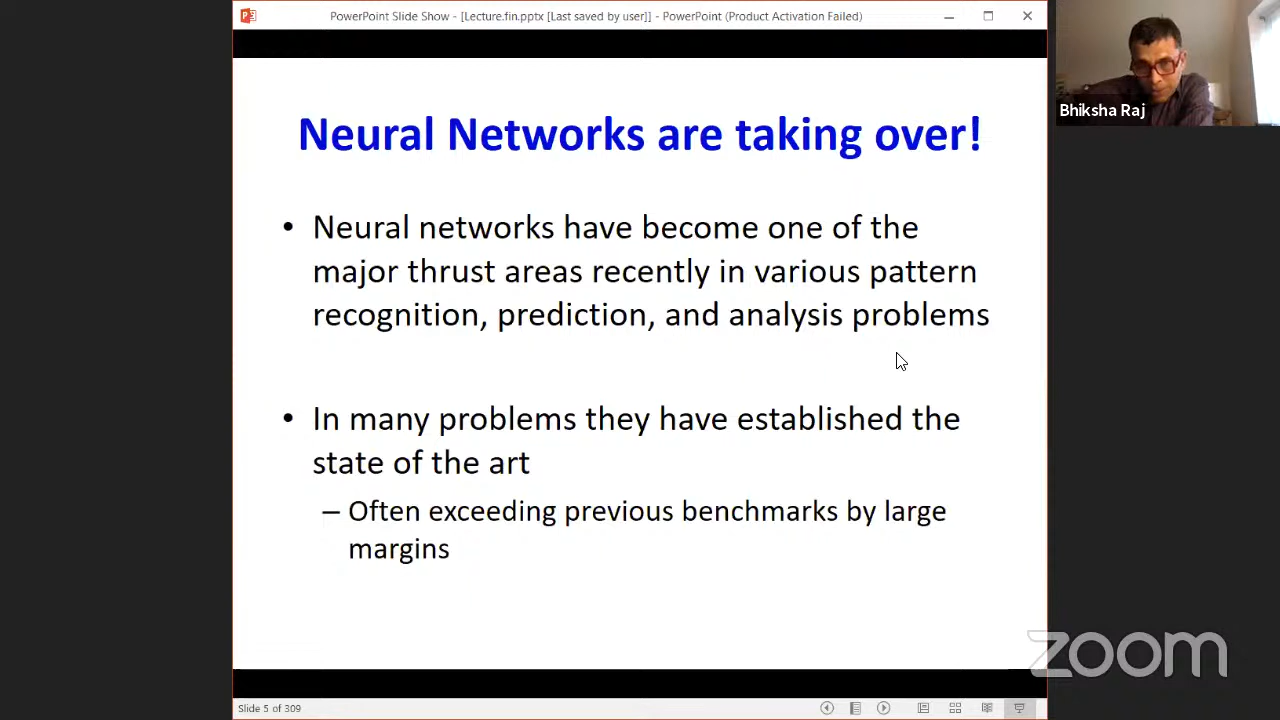 PowerPoint Slide Show - [Lecture.fin.pptx [Last saved by user]] - PowerPoint (Product Activation Failed)
Bhiksha Raj
Neural Networks are taking over!
• Neural networks have become one of the
major thrust areas recently in various pattern
recognition, prediction, and analysis problems
• In many problems they have established the
state of the art
– Often exceeding previous benchmarks by large
margins
zoom
Slide 5 of 309